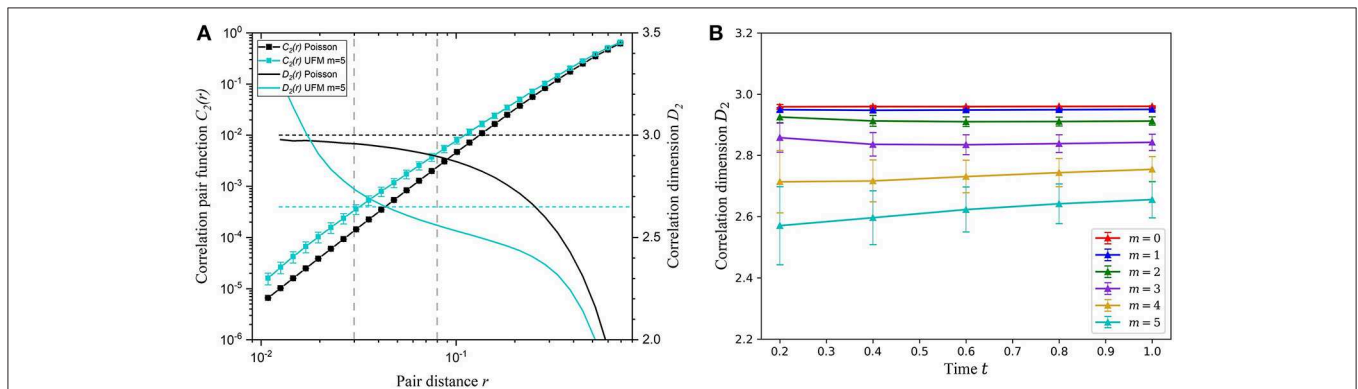 A
C₂(r) Poisson
C₂(r) UFM m=5
D₂(r) Poisson
D₂(r) UFM m=5
10⁰
10⁻¹
10⁻²
10⁻³
10⁻⁴
10⁻⁵
10⁻⁶
Correlation pair function C₂(r)
10⁻²
10⁻¹
Pair distance r
3.5
3.0
2.5
2.0
Correlation dimension D₂
B
3.2
3.0
2.8
2.6
2.4
2.2
Correlation dimension D₂
m = 0
m = 1
m = 2
m = 3
m = 4
m = 5
0.2 0.3 0.4 0.5 0.6 0.7 0.8 0.9 1.0
Time t